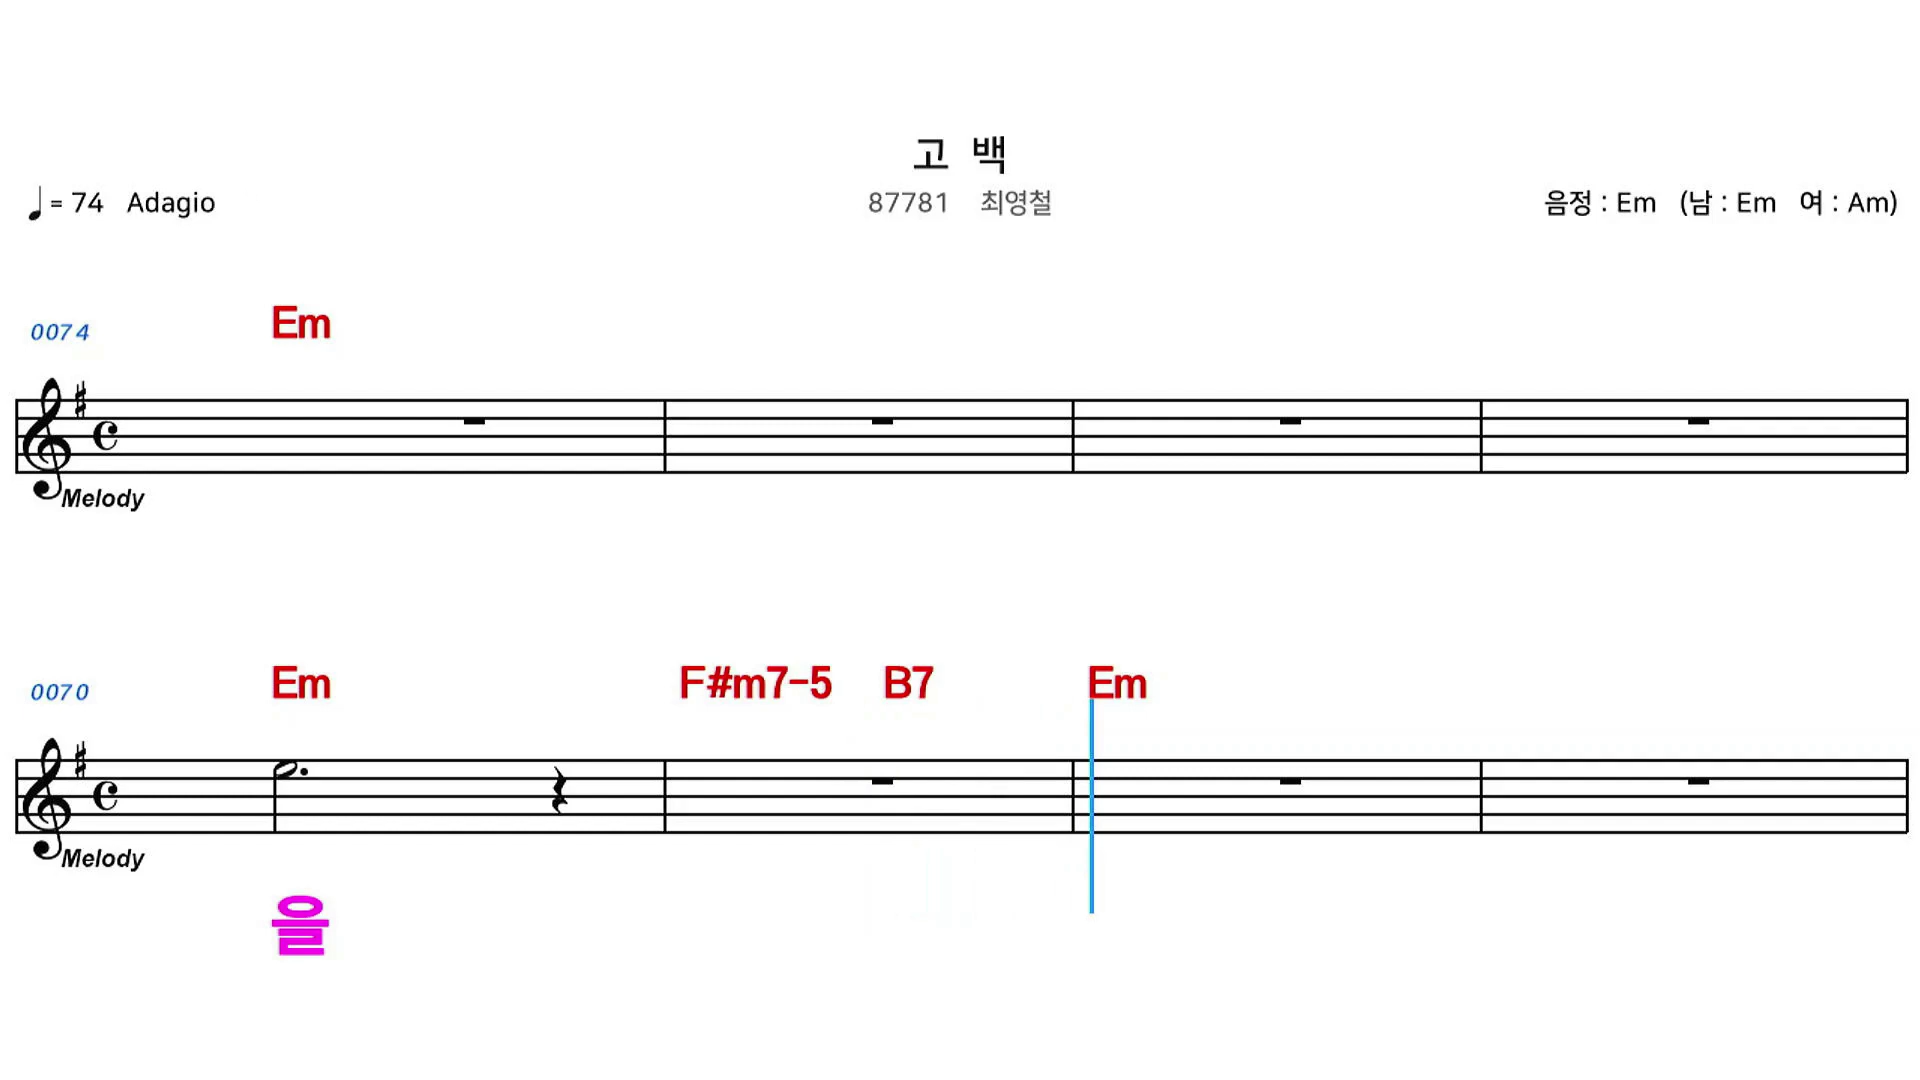 고 백
♩= 74 Adagio 87781 최영철 음정 : Em (남 : Em 여 : Am)
0074 Em
Melody
0070 Em F#m7-5 B7 Em
Melody
을